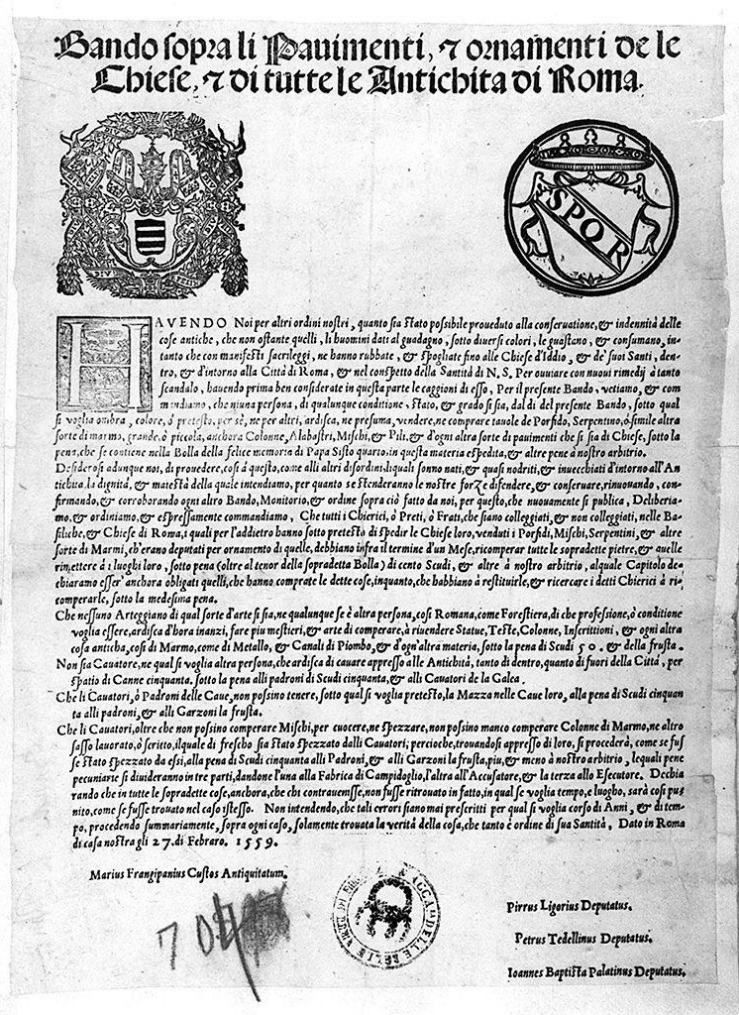 Bando sopra li Pavimenti, ⁊ ornamenti de le
Chiese, ⁊ di tutte le Antichita di Roma.
SPQR
HAVENDO Noi per altri ordini nostri, quanto sia stato possibile proueduto alla conseruatione, & indennità delle
cose antiche, che non ostante quelli, li huomini dati al guadagno, sotto diuersi colori, le guastano, & consumano, in-
tanto che con manifesti sacrileggi, ne hanno rubbate, & spogliate fino alle Chiese d'Iddio, & de' suoi Santi, den-
tro, & d'intorno alla Città di Roma, & nel conspetto della Santità di N. S. Per ouuiare con nuoui rimedij à tanto
scandalo, hauendo prima ben considerate in questa parte le caggioni di esso, Per il presente Bando, vetiamo, & com
mandiamo, che niuna persona, di qualunque conditione, stato, & grado si sia, dal dì del presente Bando, sotto qual
si voglia ombra, colore, ò pretesto, per sè, ne per altri, ardisca, ne presuma, vendere, ne comprare tauole de Porfido, Serpentino, ò simile altra
sorte di marmo, grande, ò piccola, anchora Colonne, Alabastri, Mischi, & Pili, & d'ogni altra sorte di pauimenti che si sia di Chiese, sotto la
pena, che se contiene nella Bolla della felice memoria di Papa Sisto quarto, in questa materia espedita, & altre pene à nostro arbitrio.
Desiderosi adunque noi, di prouedere, così à questo, come alli altri disordini, liquali sonno nati, & quasi nodriti, & inuecchiati d'intorno all'An
tichita, la dignità, & maiestà della quale intendiamo, per quanto se stenderanno le nostre forze difendere, & conseruare, rinouando, con-
firmando, & corroborando ogni altro Bando, Monitorio, & ordine sopra ciò fatto da noi, per questo, che nuouamente si publica, Deliberia-
mo, & ordiniamo, & espressamente commandiamo, Che tutti i Chierici, ò Preti, ò Frati, che siano collegiati, & non collegiati, nelle Ba-
siliche, & Chiese di Roma, i quali per l'addietro hanno sotto pretesto di spedir le Chiese loro, venduti i Porfidi, Mischi, Serpentini, & altre
sorte di Marmi, ch'erano deputati per ornamento di quelle, debbiano infra il termine d'un Mese, ricomperar tutte le sopradette pietre, & quelle
rimettere à i luoghi loro, sotto pena (oltre al tenor della sopradetta Bolla) di cento Scudi, & altre à nostro arbitrio, alquale Capitolo de-
chiaramo esser' anchora obligati quelli, che hanno comprate le dette cose, inquanto, che habbiano à restituirle, & ricercare i detti Chierici à ri-
comperarle, sotto la medesima pena.
Che nessuno Arteggiano di qual sorte d'arte si sia, ne qualunque se è altra persona, così Romana, come Forestiera, di che professione, ò conditione
voglia essere, ardisca d'hora inanzi, fare piu mestieri, & arte di comperare, à riuendere Statue, Teste, Colonne, Inscrittioni, & ogni altra
cosa anticha, così di Marmo, come de Metallo, & Canali di Piombo, & d'ogn'altra materia, sotto la pena di Scudi 50. & della frusta.
Non sia Cauatore, ne qual si voglia altra persona, che ardisca di cauare appresso alle Antichità, tanto di dentro, quanto di fuori della Città, per
spatio di Canne cinquanta, sotto la pena alli padroni di Scudi cinquanta, & alli Cauatori de la Galea.
Che li Cauatori, ò Padroni delle Caue, non possino tenere, sotto qual si voglia pretesto, la Mazza nelle Caue loro, alla pena di Scudi cinquan
ta alli padroni, & alli Garzoni la frusta.
Che li Cauatori, oltre che non possino comperare Mischi, per cuocere, ne spezzare, non possino manco comperare Colonne di Marmo, ne altro
sasso lauorato, ò scritto, ilquale di frescho sia stato spezzato dalli Cauatori, percioche, trouandosi appresso di loro, si procederà, come se fus
se stato spezzato da essi, alla pena di Scudi cinquanta alli Padroni, & alli Garzoni la frusta, piu, & meno à nostro arbitrio, lequali pene
pecuniarie si diuideranno in tre parti, dandone l'una alla Fabrica di Campidoglio, l'altra all'Accusatore, & la terza allo Esecutore. Dechia
rando che in tutte le sopradette cose, anchora, che chi contrauenisse, non fusse ritrouato in fatto, in qual se voglia tempo, e luogho, sarà così pu
nito, come se fusse trouato nel caso istesso. Non intendendo, che tali errori siano mai prescritti per qual si voglia corso di Anni, & di tem-
po, procedendo summariamente, sopra ogni caso, solamente trouata la verità della cosa, che tanto è ordine di sua Santità, Dato in Roma
di casa nostra gli 27. di Febraro. 1559.
Marius Frangipanius Custos Antiquitatum.
Pirrus Ligorius Deputatus.
Petrus Tedellinus Deputatus.
Ioannes Baptista Palatinus Deputatus.
704